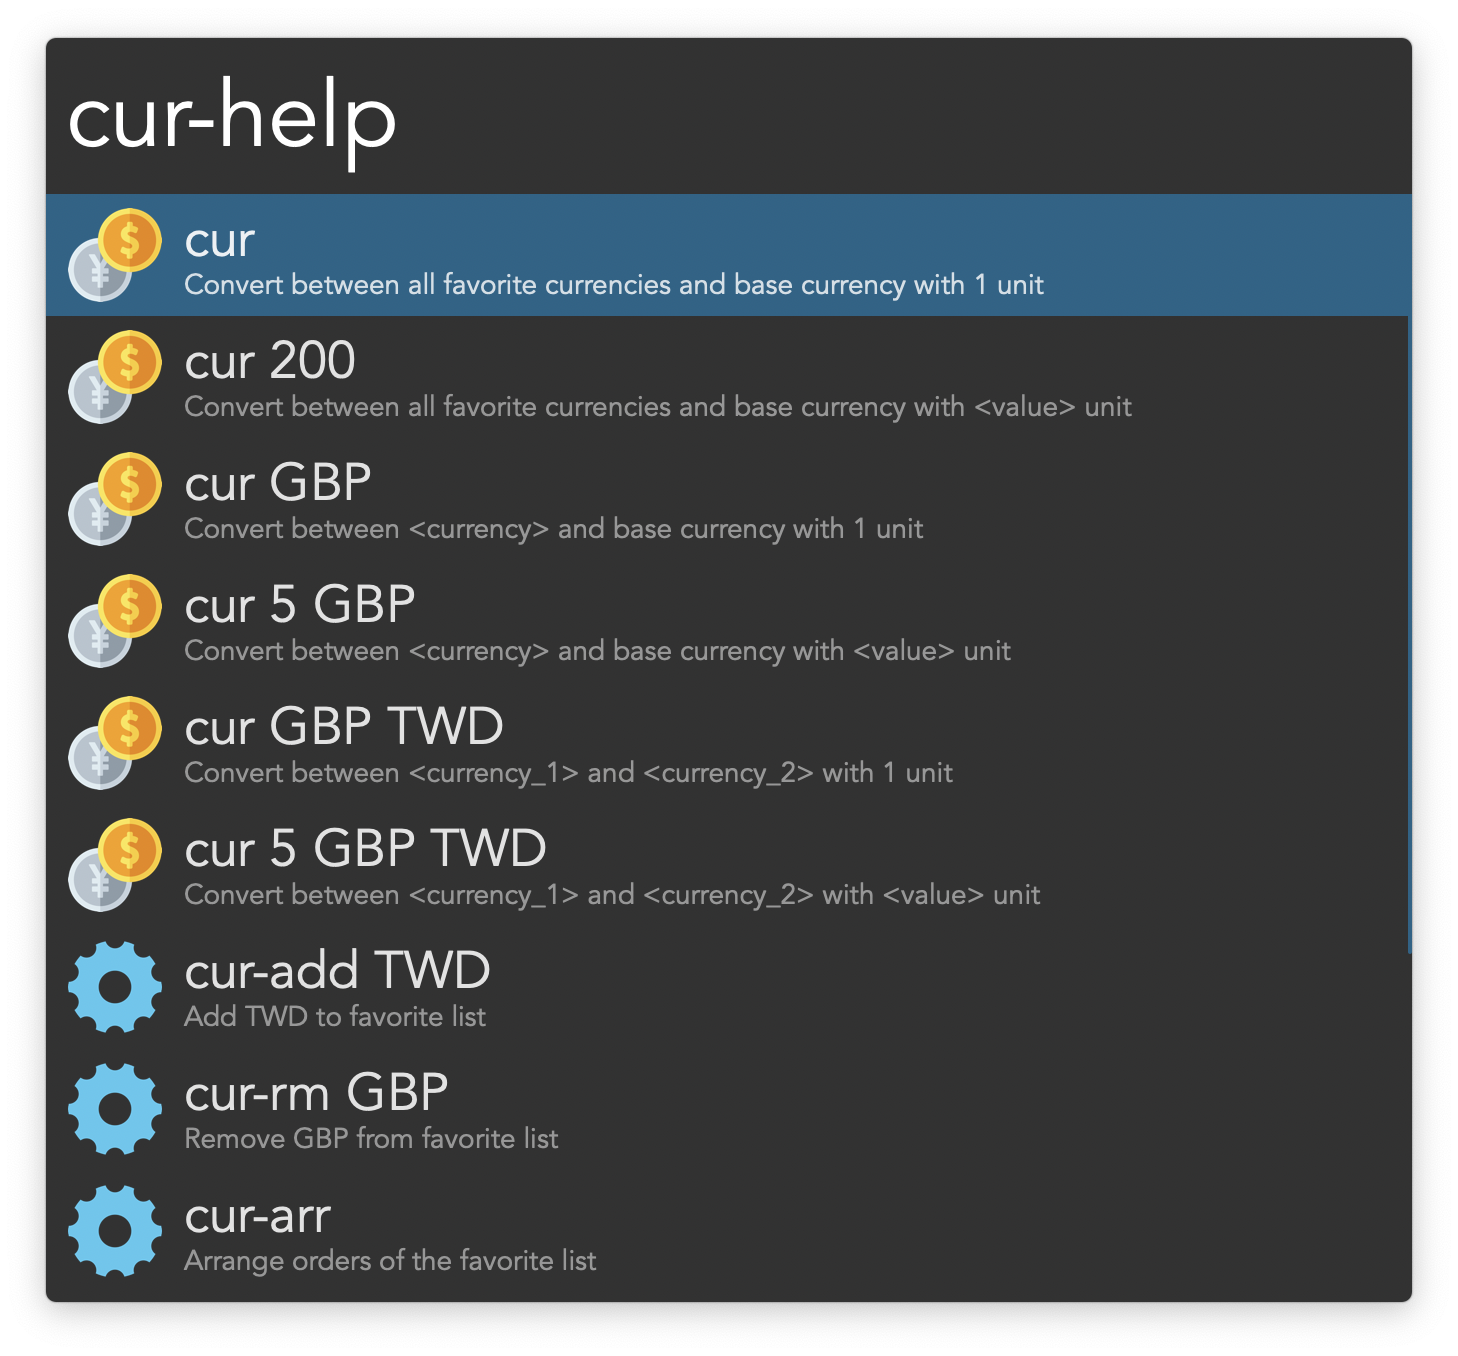 cur-help
cur
Convert between all favorite currencies and base currency with 1 unit
cur 200
Convert between all favorite currencies and base currency with <value> unit
cur GBP
Convert between <currency> and base currency with 1 unit
cur 5 GBP
Convert between <currency> and base currency with <value> unit
cur GBP TWD
Convert between <currency_1> and <currency_2> with 1 unit
cur 5 GBP TWD
Convert between <currency_1> and <currency_2> with <value> unit
cur-add TWD
Add TWD to favorite list
cur-rm GBP
Remove GBP from favorite list
cur-arr
Arrange orders of the favorite list